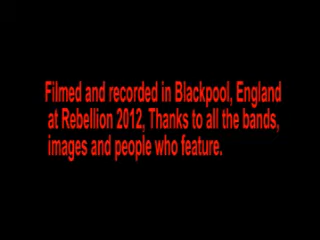 Filmed and recorded in Blackpool, England
at Rebellion 2012, Thanks to all the bands,
images and people who feature.